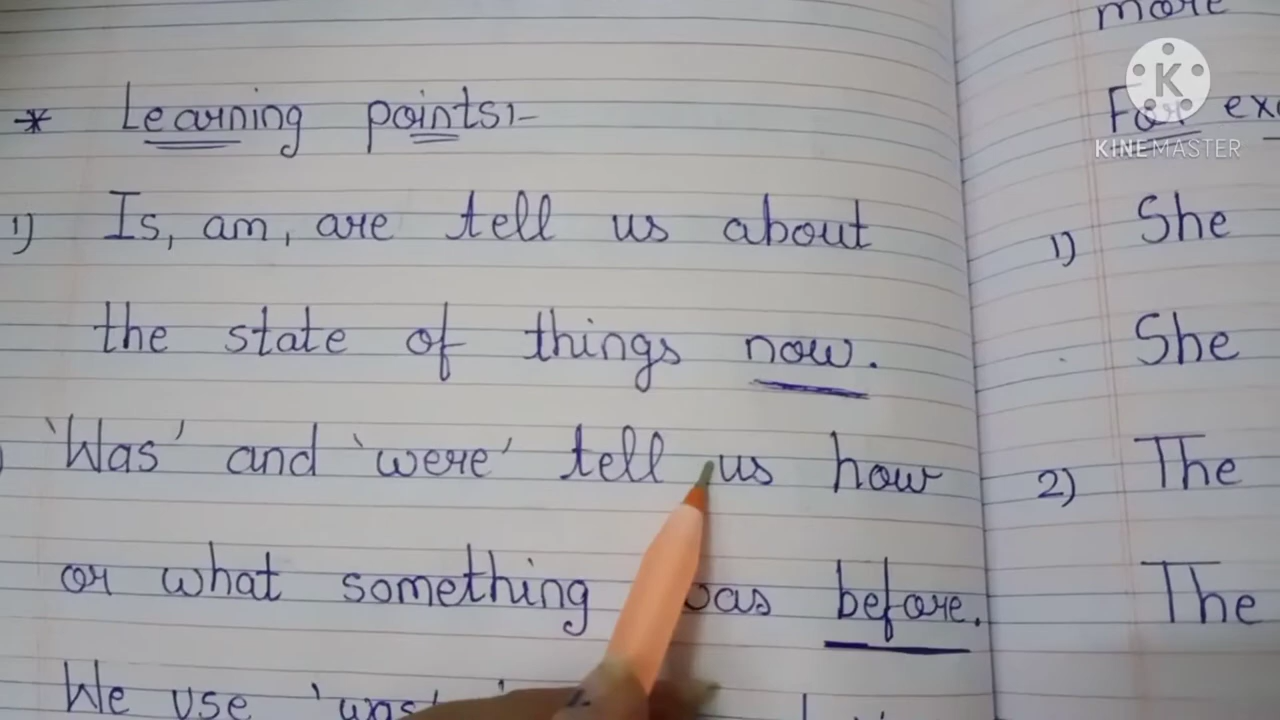 * Learning points:-
1) Is, am, are tell us about
the state of things now.
'Was' and 'were' tell us how
or what something was before.
We use 'was'
more
For
1) She
She
2) The
The
K
KINEMASTER